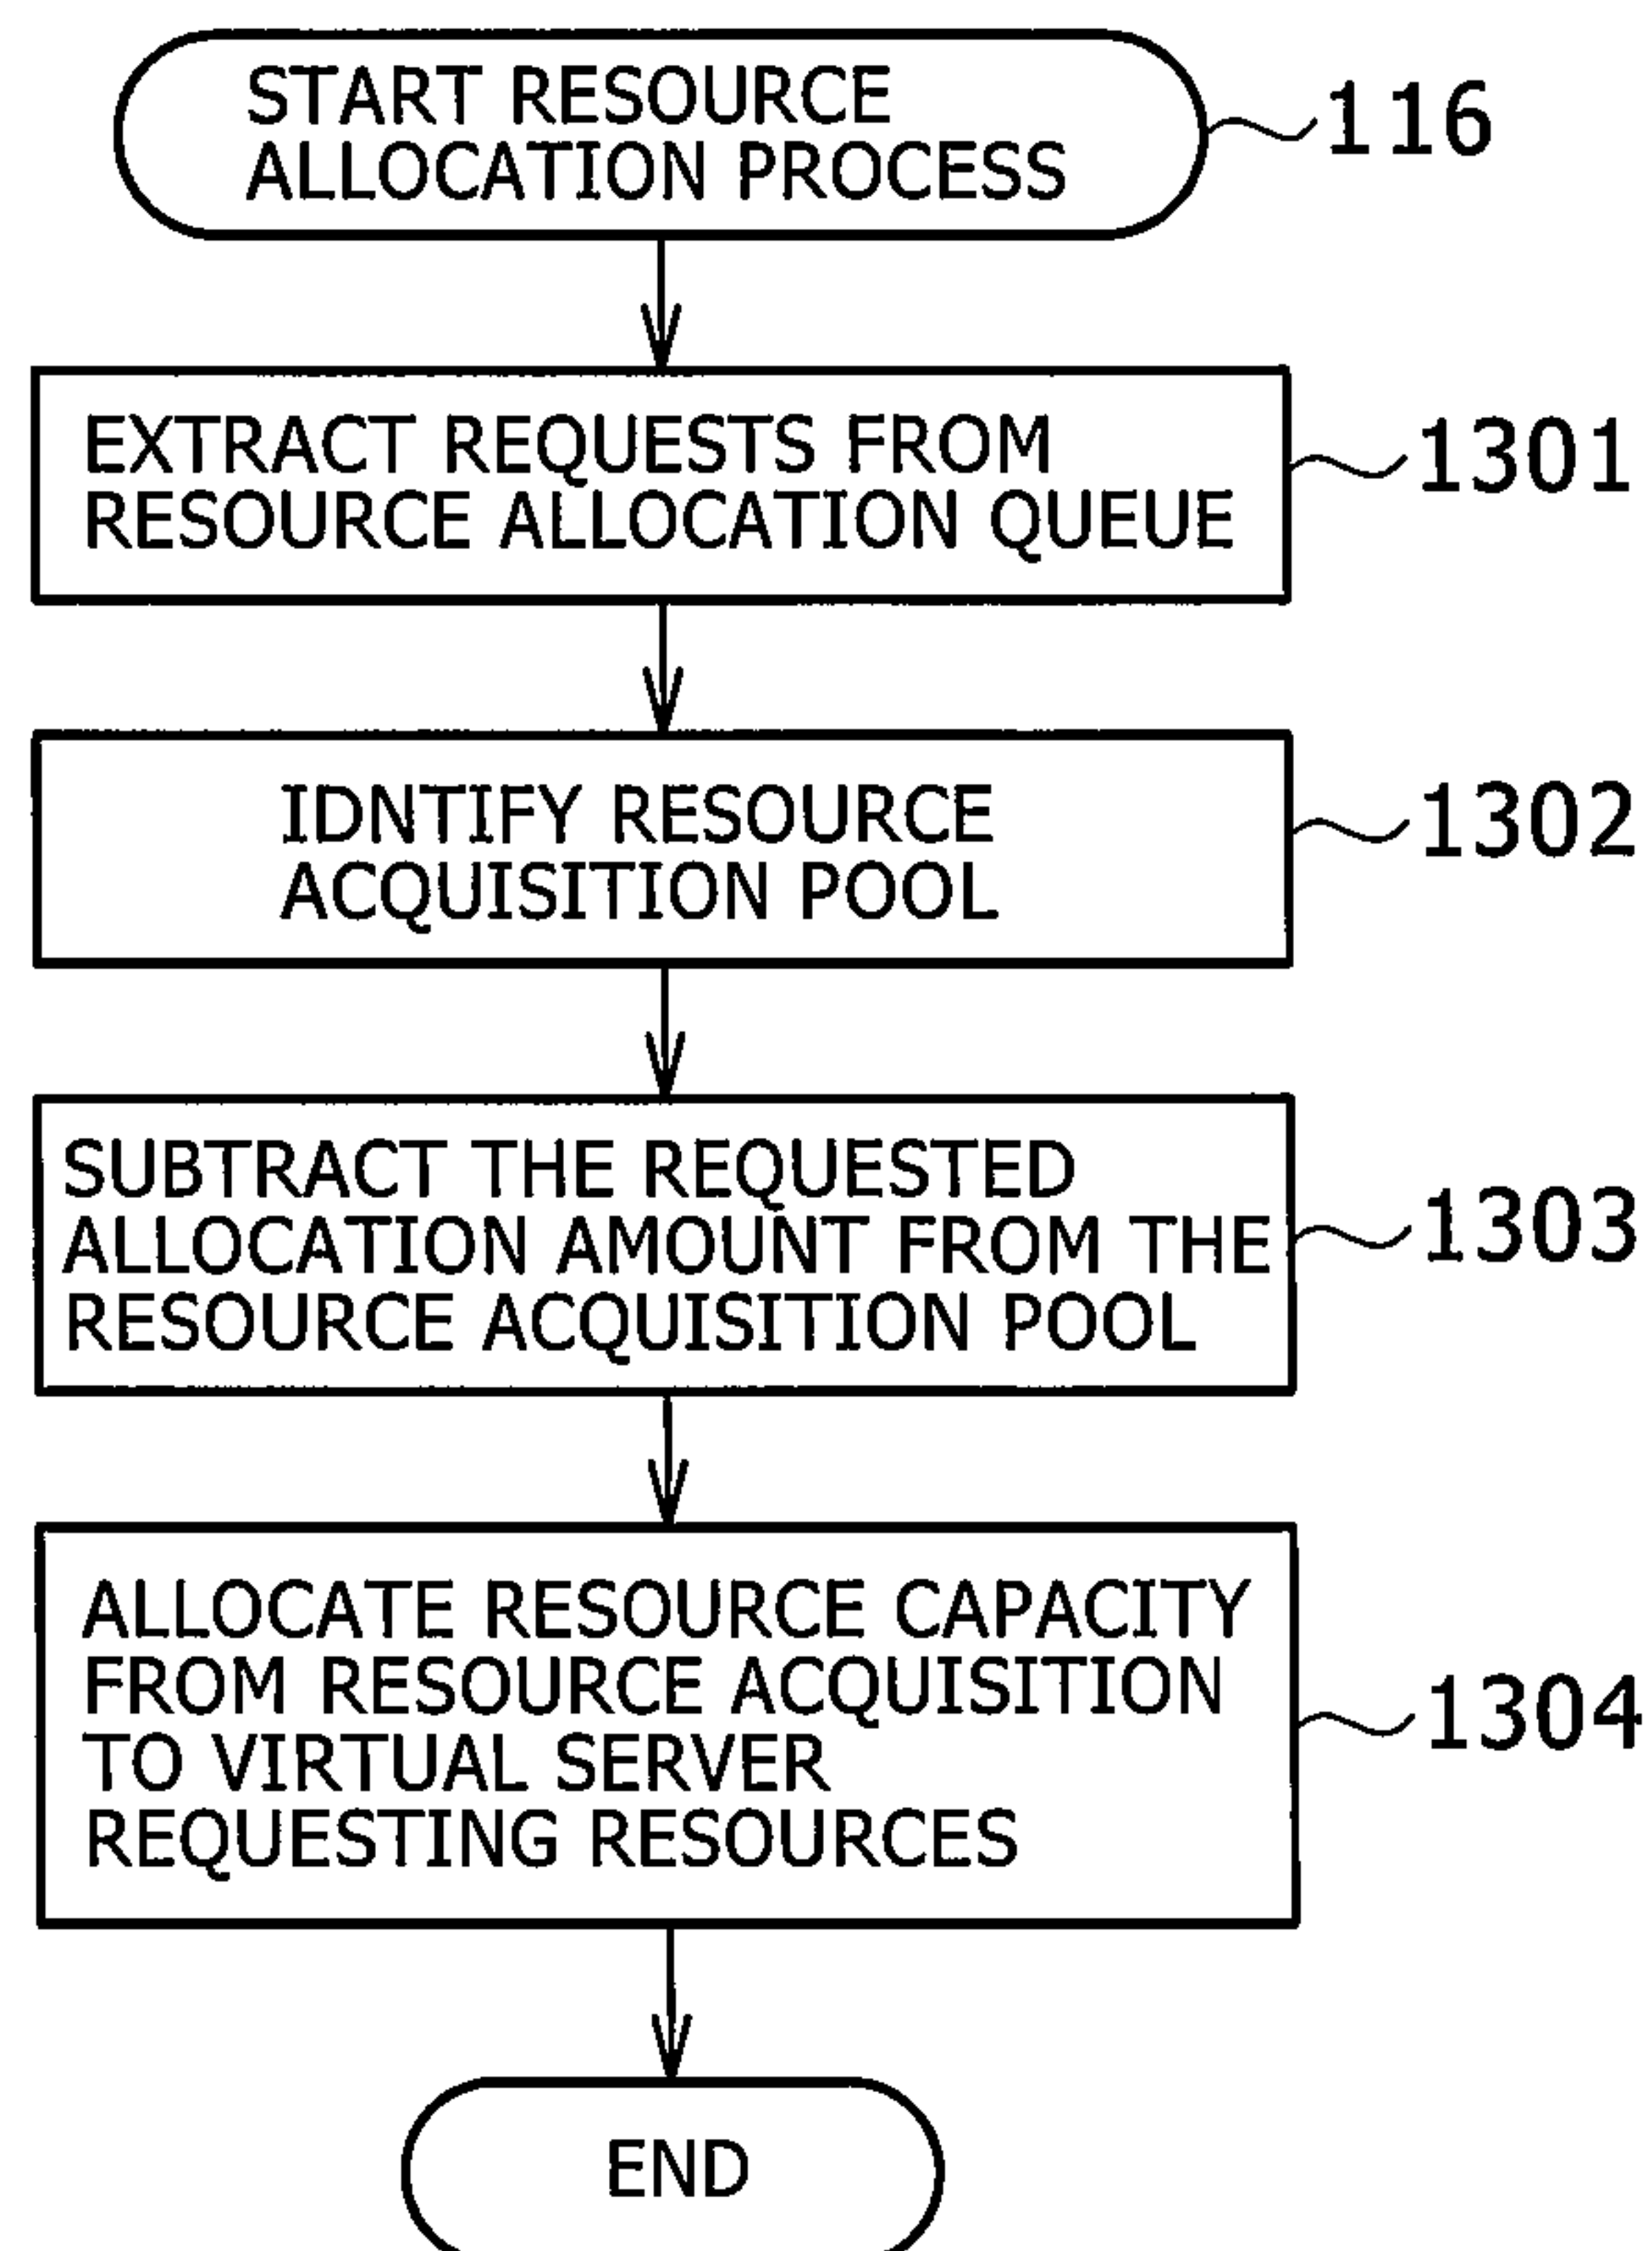 START RESOURCE
ALLOCATION PROCESS
116
EXTRACT REQUESTS FROM
RESOURCE ALLOCATION QUEUE
1301
IDNTIFY RESOURCE
ACQUISITION POOL
1302
SUBTRACT THE REQUESTED
ALLOCATION AMOUNT FROM THE
RESOURCE ACQUISITION POOL
1303
ALLOCATE RESOURCE CAPACITY
FROM RESOURCE ACQUISITION
TO VIRTUAL SERVER
REQUESTING RESOURCES
1304
END